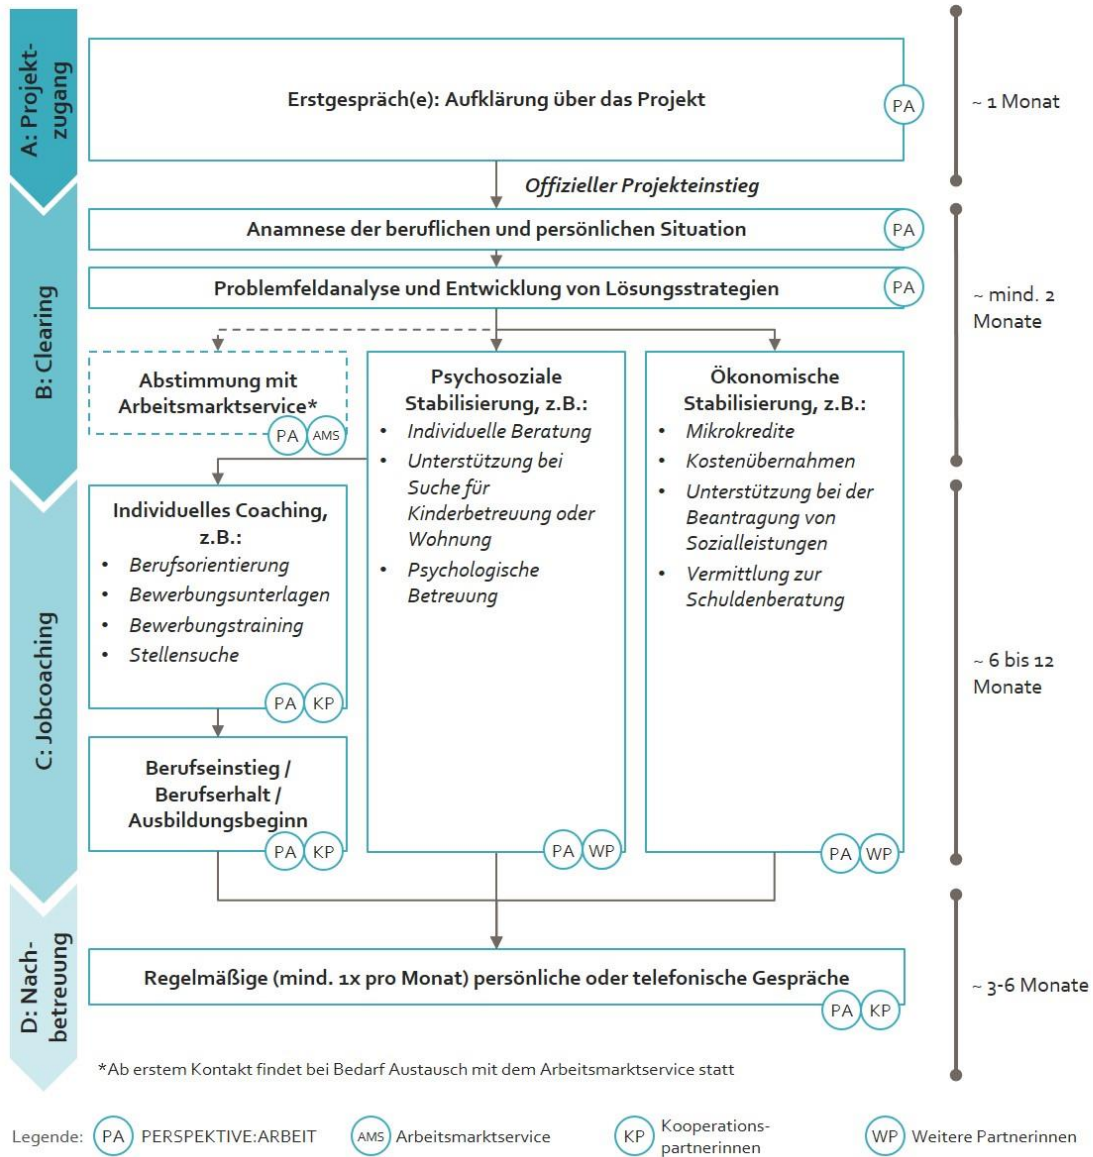 A: Projekt-
zugang
Erstgespräch(e): Aufklärung über das Projekt
PA
~ 1 Monat
Offizieller Projekteinstieg
B: Clearing
Anamnese der beruflichen und persönlichen Situation
PA
Problemfeldanalyse und Entwicklung von Lösungsstrategien
PA
~ mind. 2
Monate
Abstimmung mit
Arbeitsmarktservice*
PA
AMS
Psychosoziale
Stabilisierung, z.B.:
• Individuelle Beratung
• Unterstützung bei
Suche für
Kinderbetreuung oder
Wohnung
• Psychologische
Betreuung
PA
WP
Ökonomische
Stabilisierung, z.B.:
• Mikrokredite
• Kostenübernahmen
• Unterstützung bei der
Beantragung von
Sozialleistungen
• Vermittlung zur
Schuldenberatung
PA
WP
C: Jobcoaching
Individuelles Coaching,
z.B.:
• Berufsorientierung
• Bewerbungsunterlagen
• Bewerbungstraining
• Stellensuche
PA
KP
~ 6 bis 12
Monate
Berufseinstieg /
Berufserhalt /
Ausbildungsbeginn
PA
KP
D: Nach-
betreuung
Regelmäßige (mind. 1x pro Monat) persönliche oder telefonische Gespräche
PA
KP
~ 3-6 Monate
*Ab erstem Kontakt findet bei Bedarf Austausch mit dem Arbeitsmarktservice statt
Legende:
PA PERSPEKTIVE:ARBEIT
AMS Arbeitsmarktservice
KP Kooperations-
partnerinnen
WP Weitere Partnerinnen